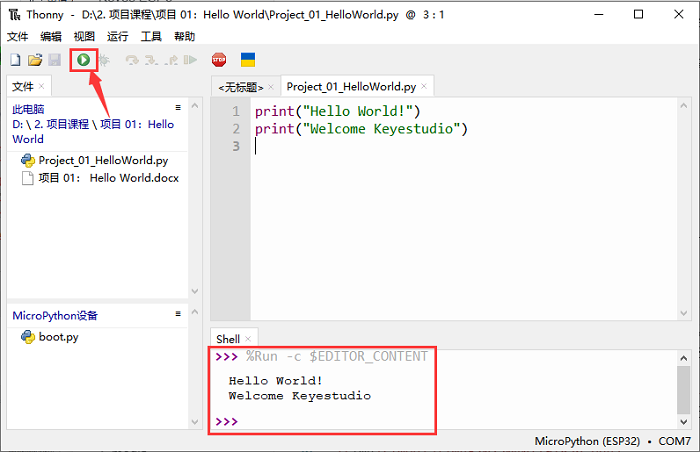 Thonny - D:\2. 项目课程\项目 01: Hello World\Project_01_HelloWorld.py @ 3 : 1
文件 编辑 视图 运行 工具 帮助
STOP
文件
此电脑
D: \ 2. 项目课程 \ 项目 01: Hello
World
Project_01_HelloWorld.py
项目 01: Hello World.docx
MicroPython设备
boot.py
<无标题> Project_01_HelloWorld.py
1 print("Hello World!")
2 print("Welcome Keyestudio")
3
Shell
>>> %Run -c $EDITOR_CONTENT
Hello World!
Welcome Keyestudio
>>>
MicroPython (ESP32) • COM7